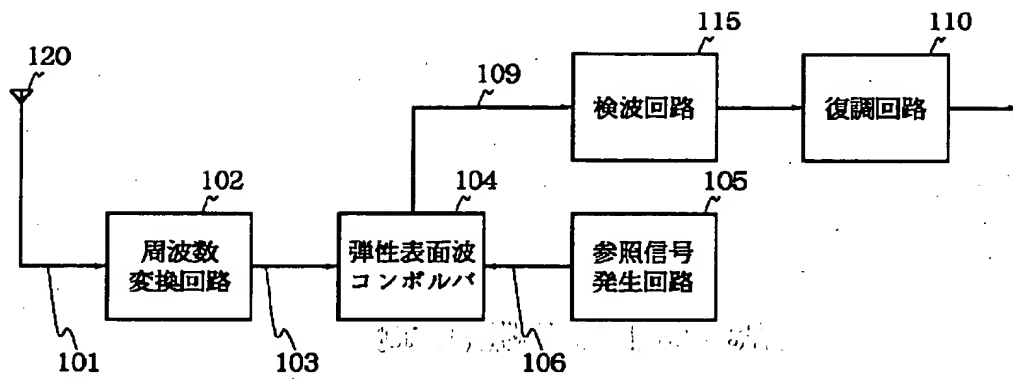 115
110
120
109
検波回路
復調回路
102
104
105
周波数
変換回路
弾性表面波
コンボルバ
参照信号
発生回路
101
103
106